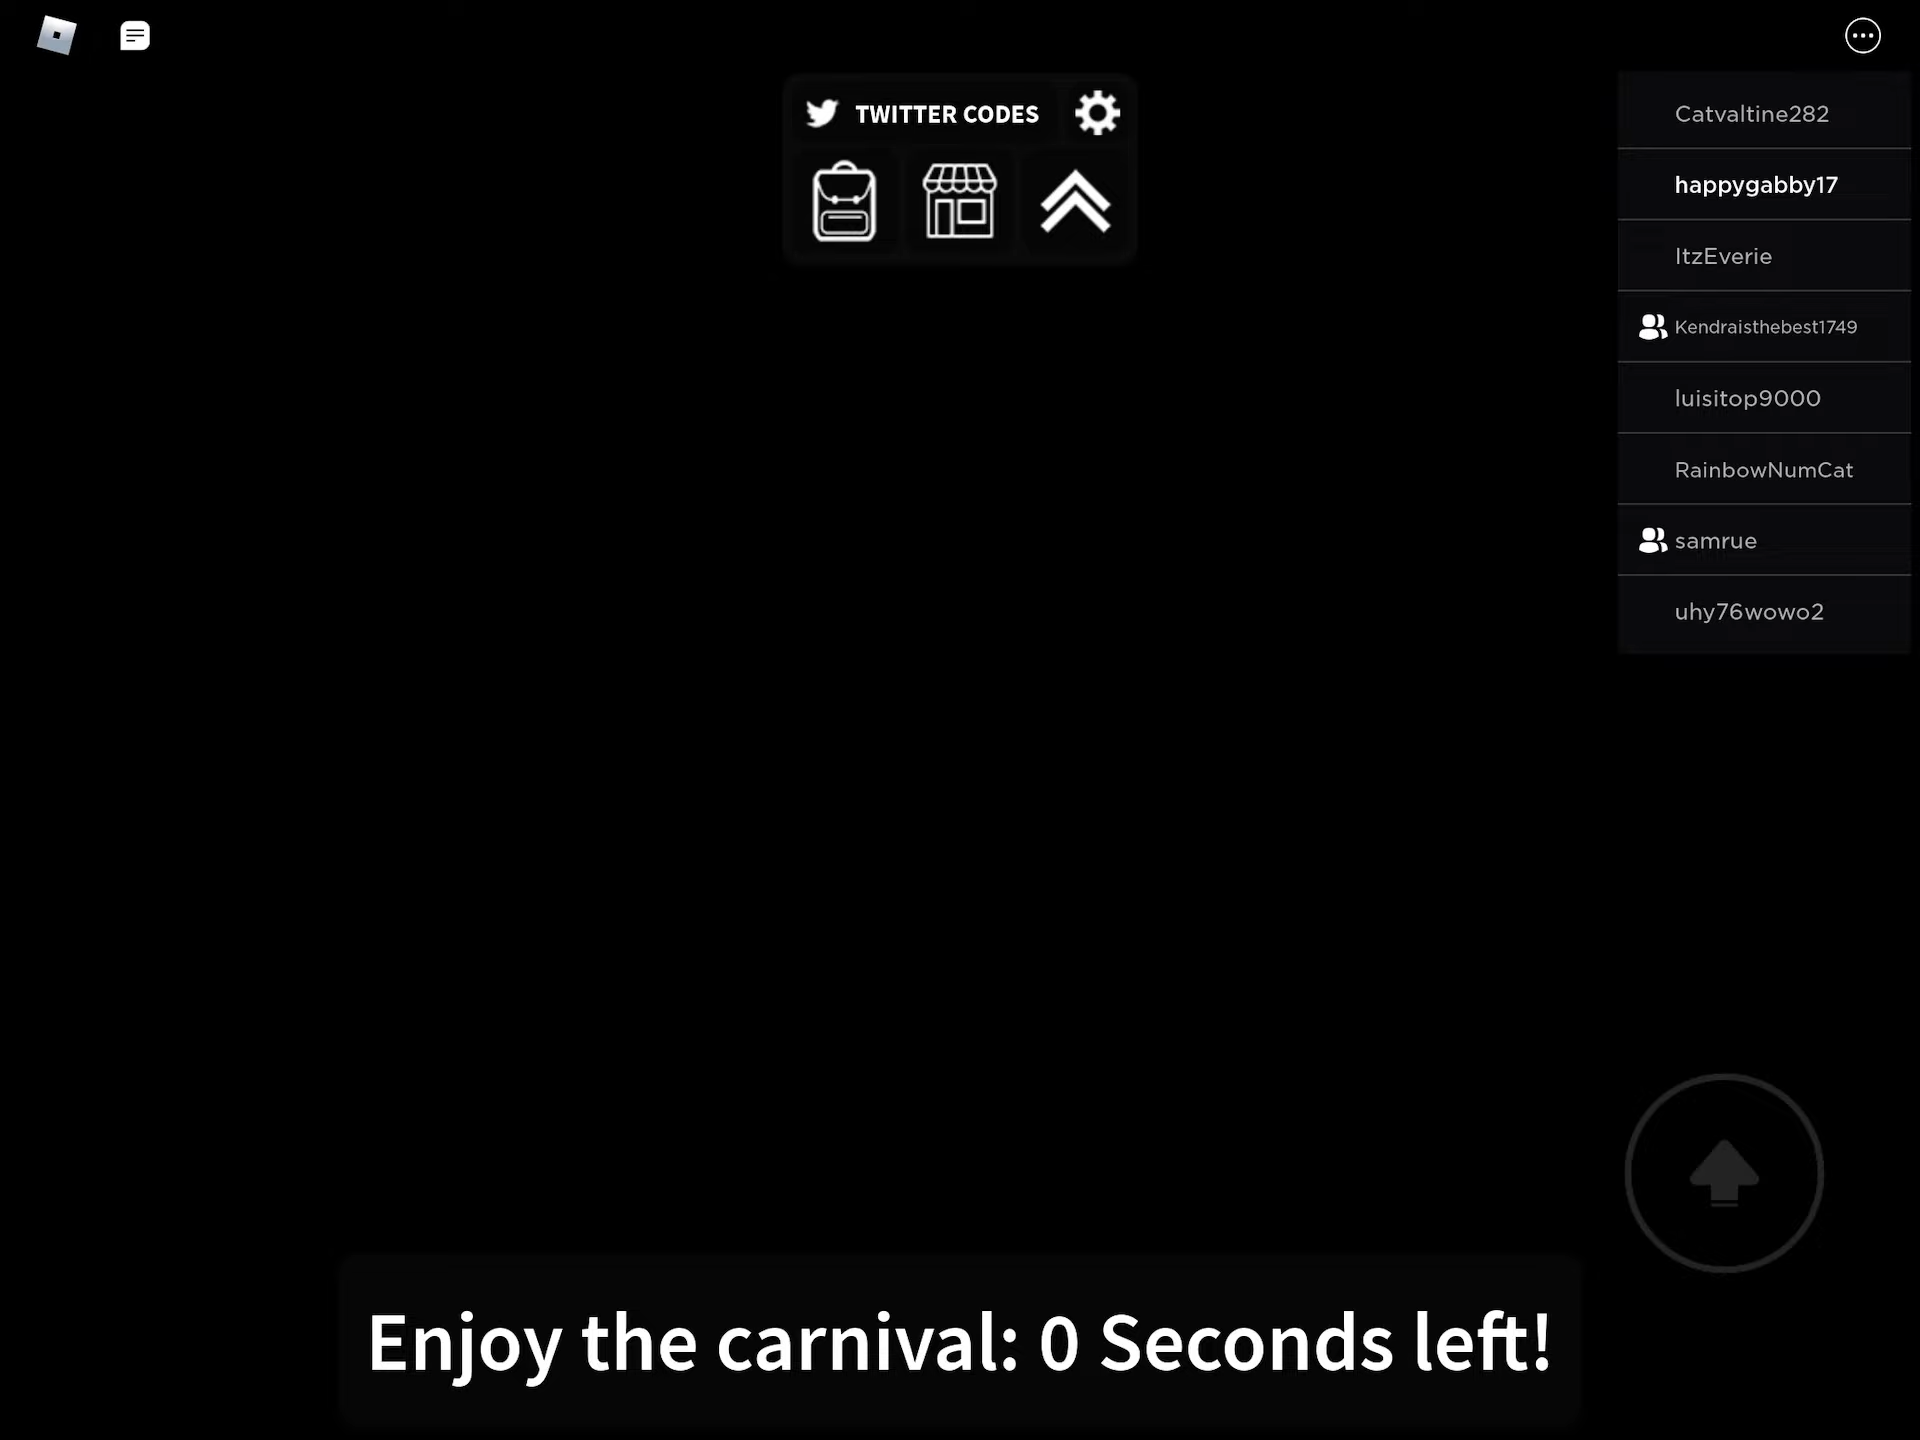 TWITTER CODES
Catvaltine282
happygabby17
ItzEverie
Kendraisthebest1749
luisitop9000
RainbowNumCat
samrue
uhy76wowo2
Enjoy the carnival: 0 Seconds left!